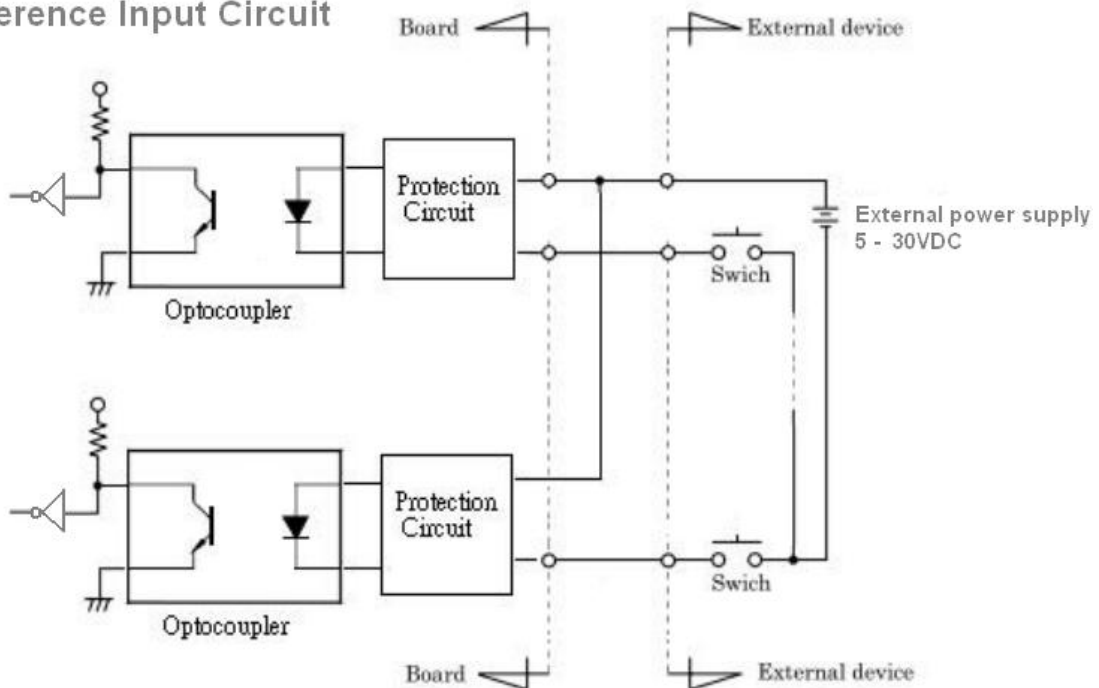 erence Input Circuit
Board
External device
Protection
Circuit
External power supply
5 - 30VDC
Swich
Optocoupler
Protection
Circuit
Swich
Optocoupler
Board
External device